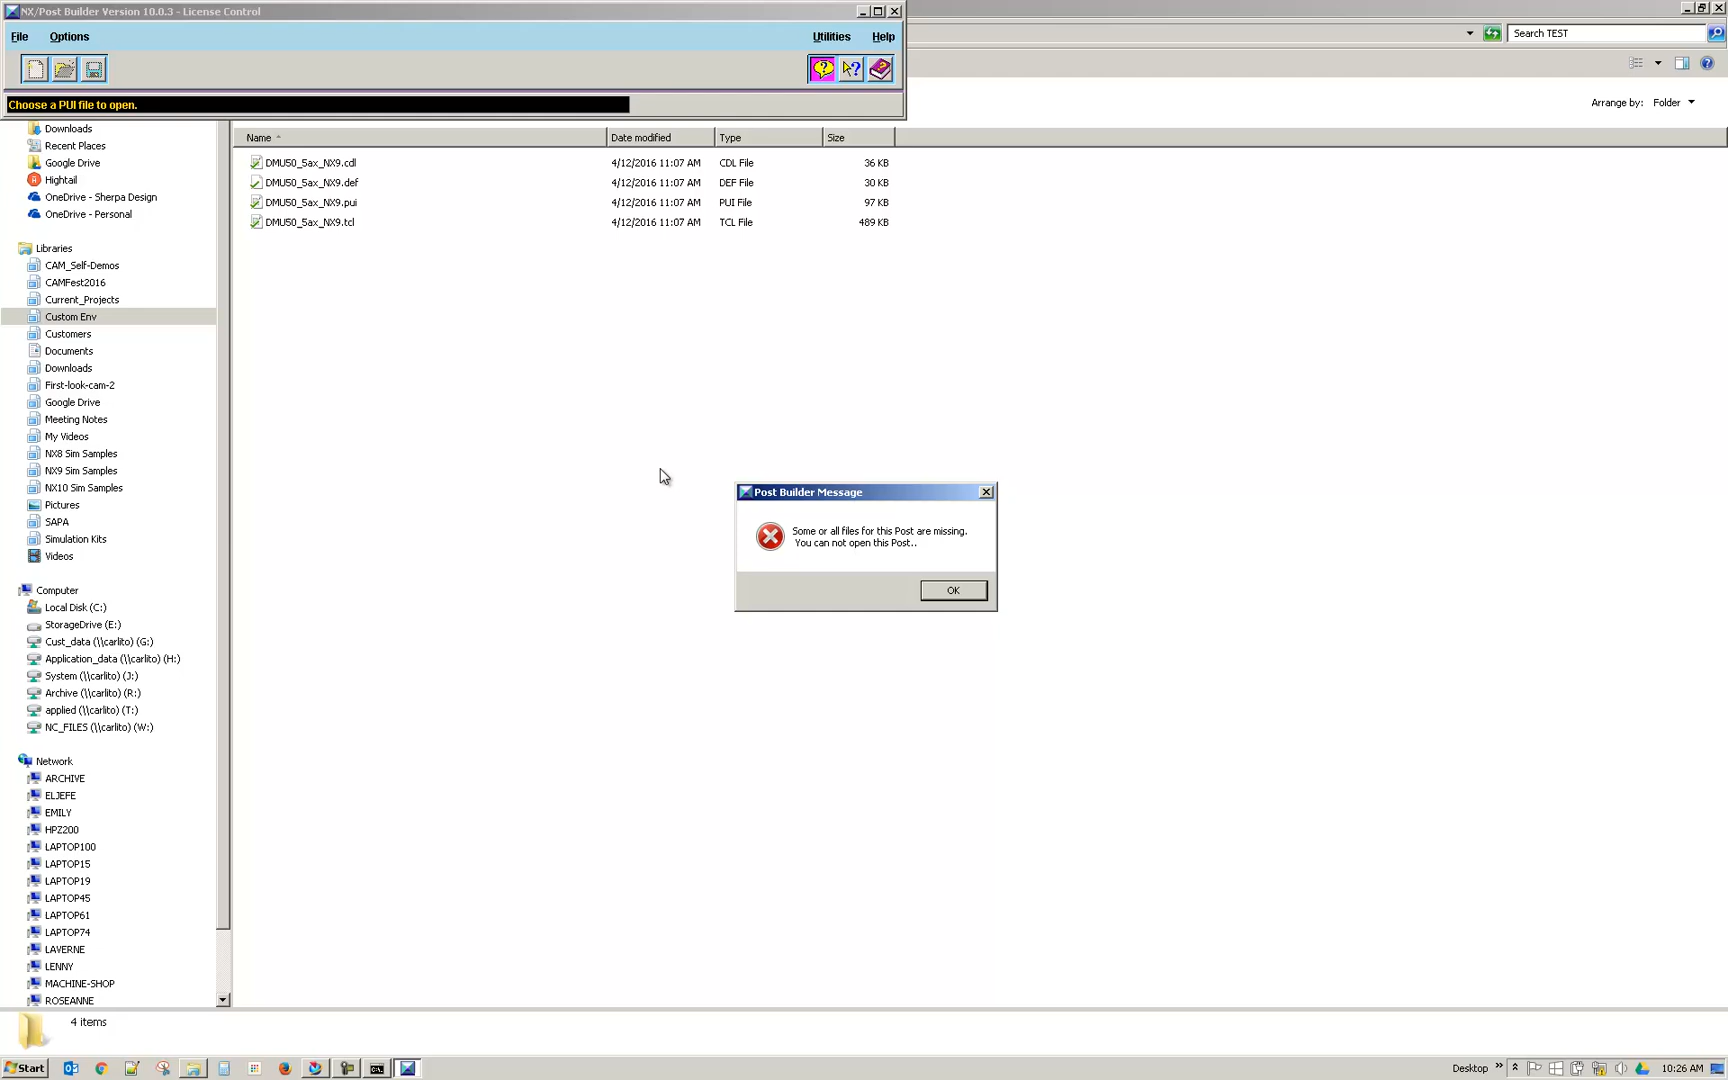 NX/Post Builder Version 10.0.3 - License Control
File Options Utilities Help
Search TEST
Choose a PUI file to open.
Arrange by: Folder
Downloads
Recent Places
Google Drive
Hightail
OneDrive - Sherpa Design
OneDrive - Personal
Libraries
CAM_Self-Demos
CAMFest2016
Current_Projects
Custom Env
Customers
Documents
Downloads
First-look-cam-2
Google Drive
Meeting Notes
My Videos
NX8 Sim Samples
NX9 Sim Samples
NX10 Sim Samples
Pictures
SAPA
Simulation Kits
Videos
Computer
Local Disk (C:)
StorageDrive (E:)
Cust_data (\\carlito) (G:)
Application_data (\\carlito) (H:)
System (\\carlito) (J:)
Archive (\\carlito) (R:)
applied (\\carlito) (T:)
NC_FILES (\\carlito) (W:)
Network
ARCHIVE
ELJEFE
EMILY
HPZ200
LAPTOP100
LAPTOP15
LAPTOP19
LAPTOP45
LAPTOP61
LAPTOP74
LAVERNE
LENNY
MACHINE-SHOP
ROSEANNE
Name Date modified Type Size
DMU50_5ax_NX9.cdl 4/12/2016 11:07 AM CDL File 36 KB
DMU50_5ax_NX9.def 4/12/2016 11:07 AM DEF File 30 KB
DMU50_5ax_NX9.pui 4/12/2016 11:07 AM PUI File 97 KB
DMU50_5ax_NX9.tcl 4/12/2016 11:07 AM TCL File 489 KB
Post Builder Message
Some or all files for this Post are missing.
You can not open this Post..
OK
4 items
Start Desktop 10:26 AM